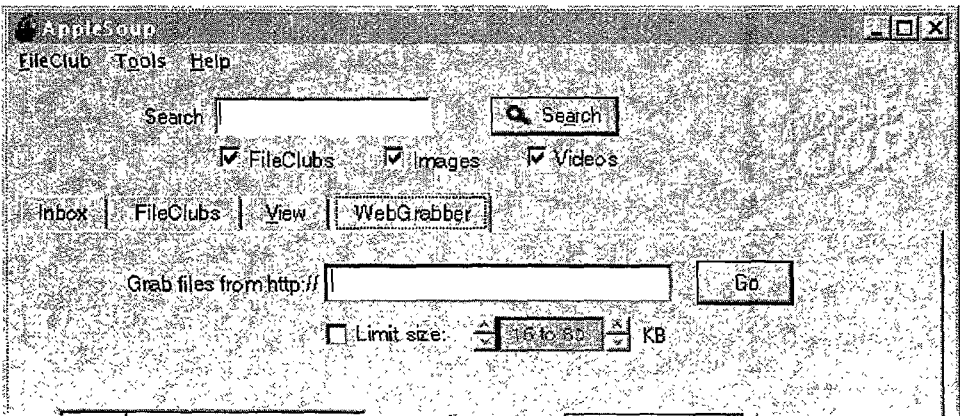 AppleSoup
FileClub Tools Help
Search Search
FileClubs Images Videos
Inbox FileClubs View WebGrabber
Grab files from http:// Go
Limit size: 16 to 80 KB